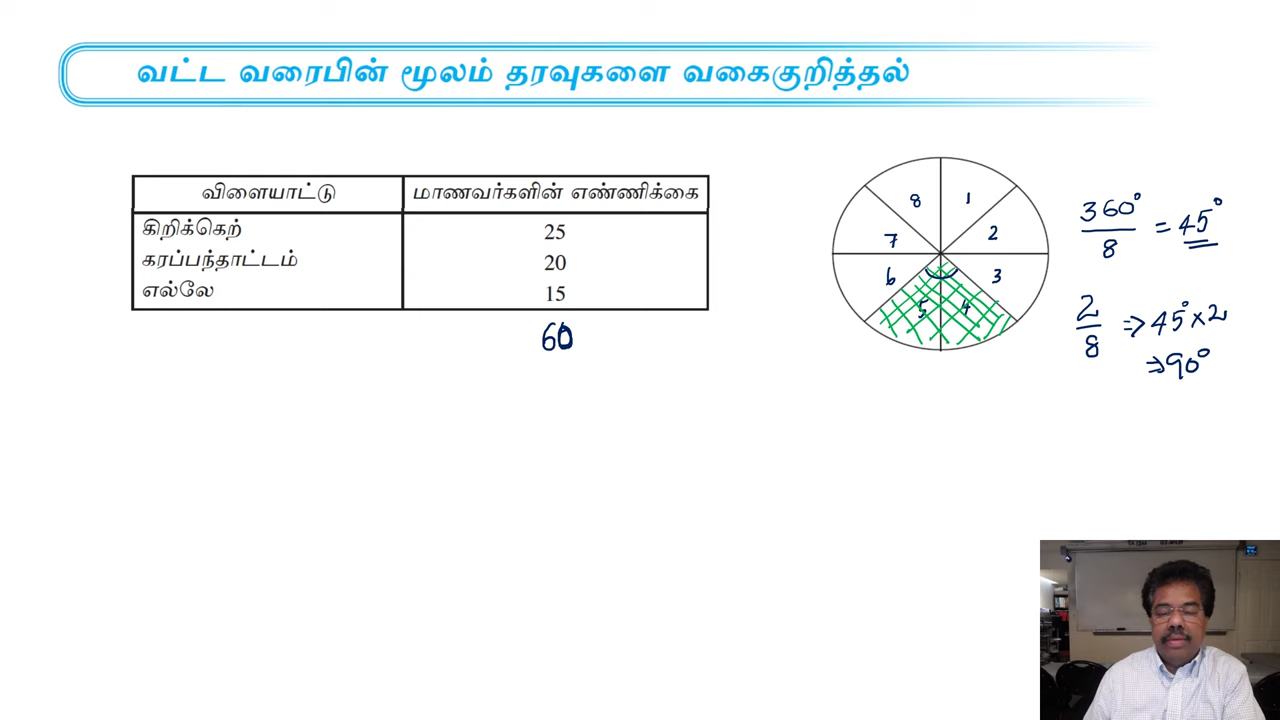 வட்ட வரைபின் மூலம் தரவுகளை வகைகுறித்தல்
விளையாட்டு மாணவர்களின் எண்ணிக்கை
கிறிக்கெற் 25
கரப்பந்தாட்டம் 20
எல்லே 15
60
8 1
7 2
6 3
5 4
360°/8 = 45°
2/8 ⇒ 45° × 2
⇒ 90°